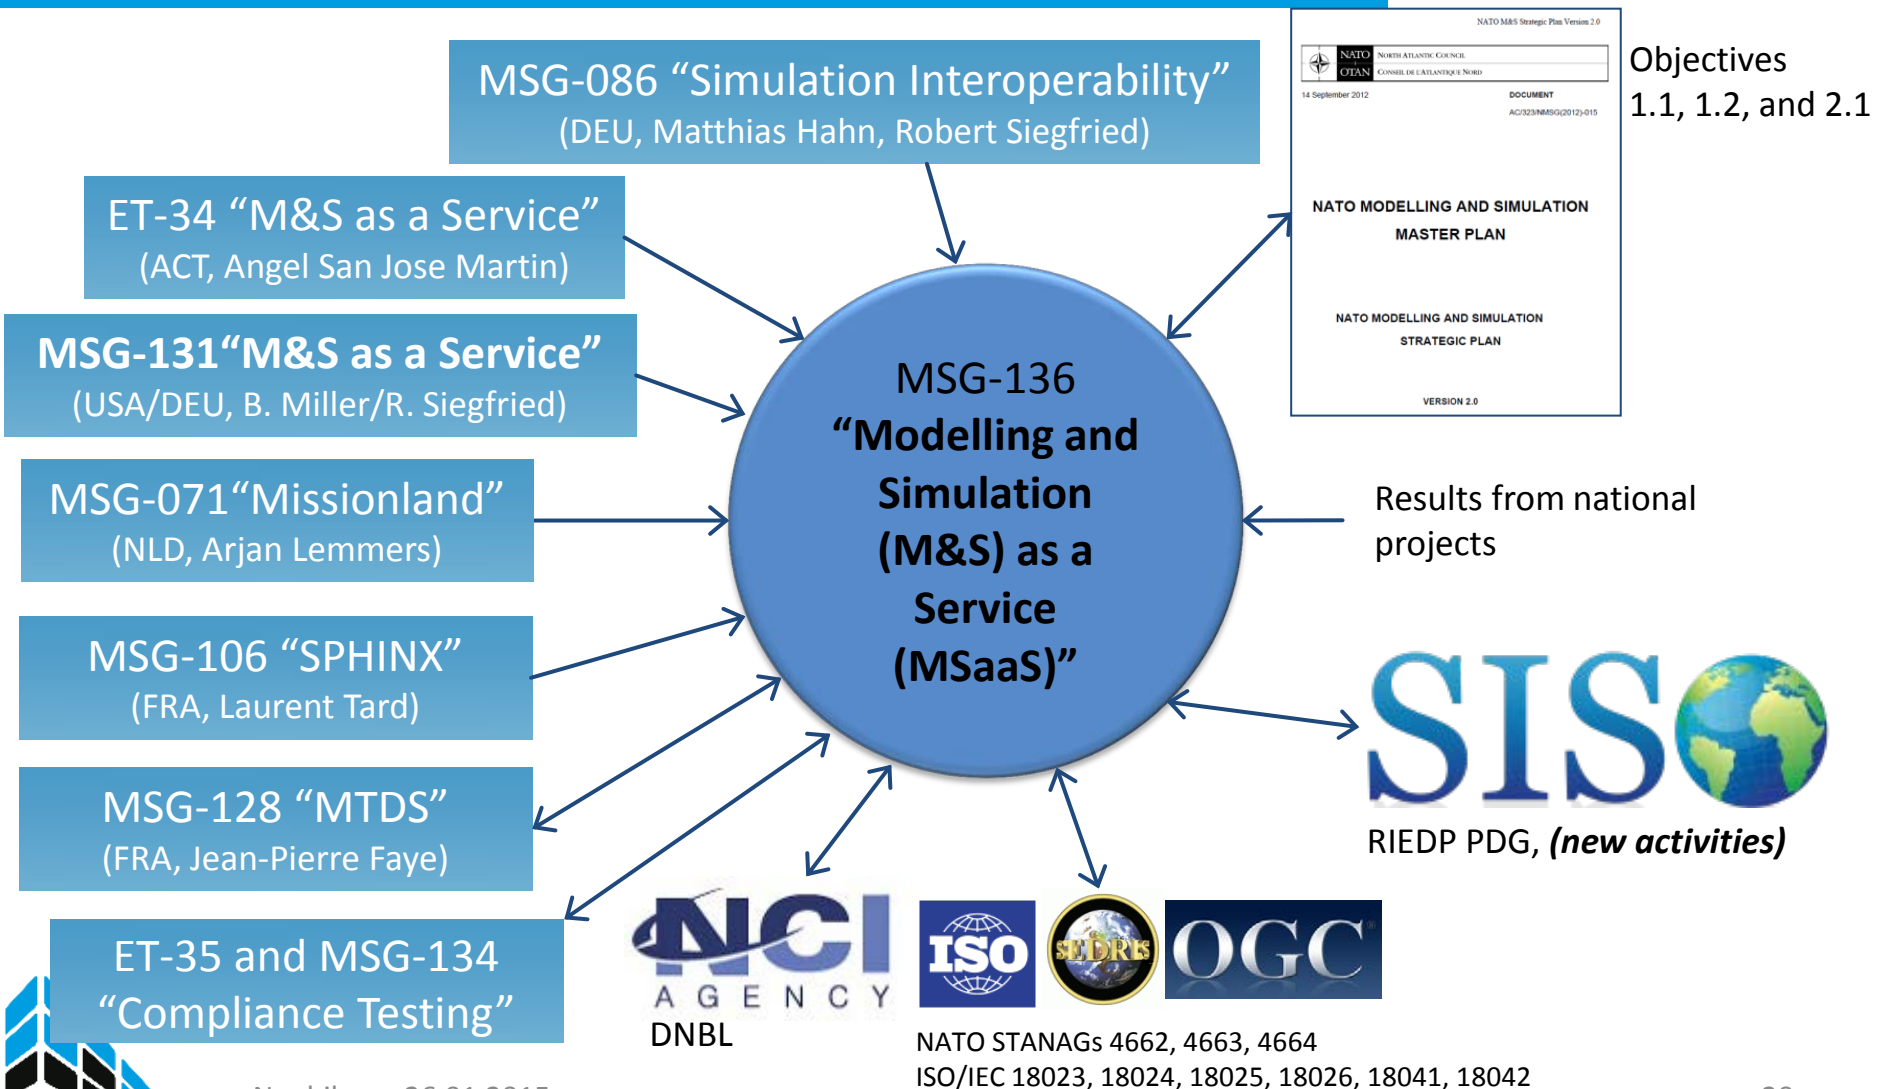 MSG-086 “Simulation Interoperability”
(DEU, Matthias Hahn, Robert Siegfried)
ET-34 “M&S as a Service”
(ACT, Angel San Jose Martin)
MSG-131“M&S as a Service”
(USA/DEU, B. Miller/R. Siegfried)
MSG-071“Missionland”
(NLD, Arjan Lemmers)
MSG-106 “SPHINX”
(FRA, Laurent Tard)
MSG-128 “MTDS”
(FRA, Jean-Pierre Faye)
ET-35 and MSG-134
“Compliance Testing”
MSG-136
“Modelling and
Simulation
(M&S) as a
Service
(MSaaS)”
NATO M&S Strategic Plan Version 2.0
NATO
OTAN
NORTH ATLANTIC COUNCIL
CONSEIL DE L'ATLANTIQUE NORD
14 September 2012
DOCUMENT
AC/323/NMSG(2012)-015
NATO MODELLING AND SIMULATION
MASTER PLAN
NATO MODELLING AND SIMULATION
STRATEGIC PLAN
VERSION 2.0
Objectives
1.1, 1.2, and 2.1
Results from national
projects
SISO
RIEDP PDG, (new activities)
NCI
AGENCY
DNBL
ISO
SEDRIS
OGC®
NATO STANAGs 4662, 4663, 4664
ISO/IEC 18023, 18024, 18025, 18026, 18041, 18042